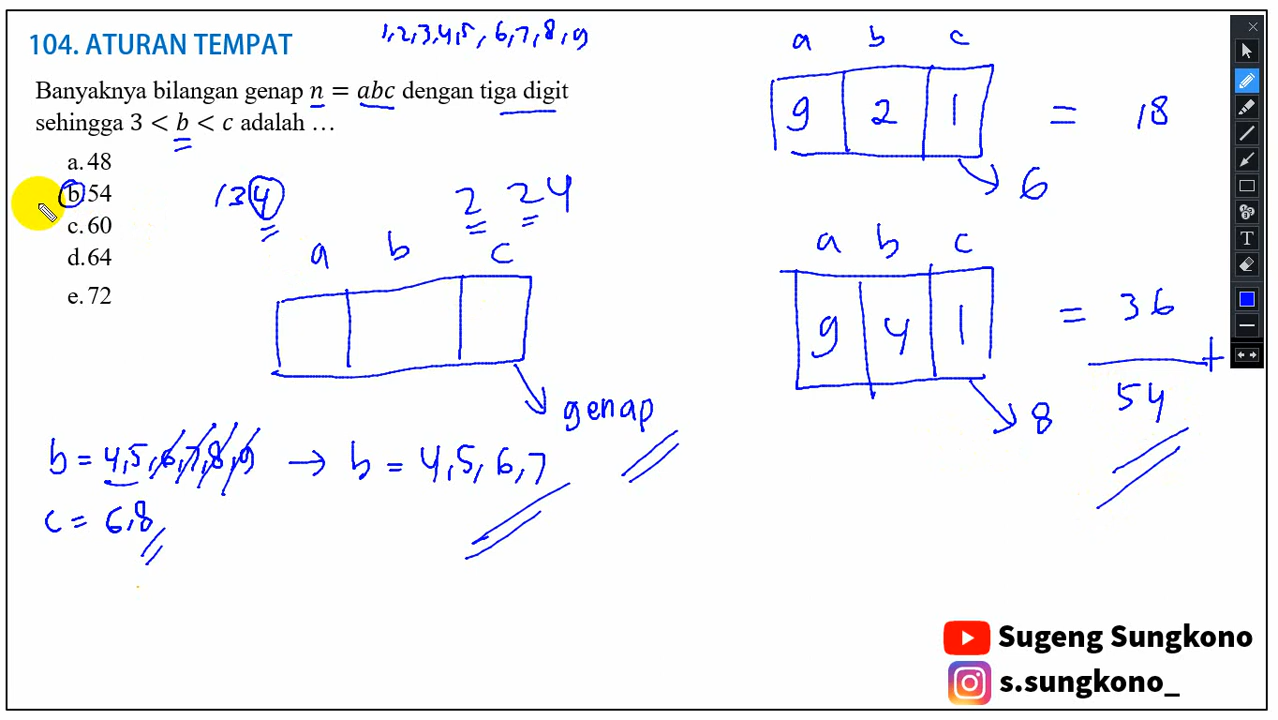 104. ATURAN TEMPAT
1,2,3,4,5, 6,7,8,9
Banyaknya bilangan genap n = abc dengan tiga digit
sehingga 3 < b < c adalah …
a. 48
b. 54
c. 60
d. 64
e. 72
134
2 24
a b c
genap
b = 4,5,6,7,8,9 → b = 4,5,6,7
c = 6,8
a b c
9 2 1 = 18
6
a b c
9 4 1 = 36
8
+
54
Sugeng Sungkono
s.sungkono_